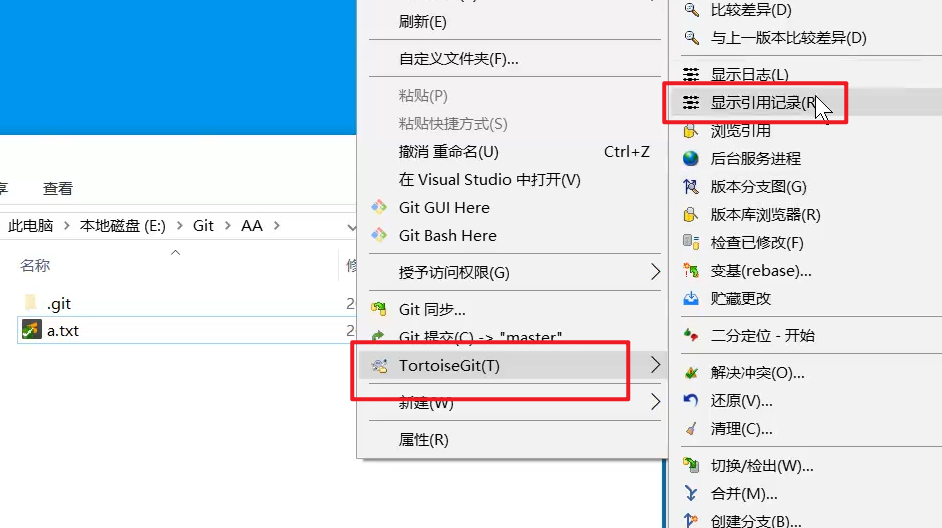 享
查看
此电脑 > 本地磁盘 (E:) > Git > AA >
名称
修
.git
2
a.txt
2
刷新(E)
自定义文件夹(F)...
粘贴(P)
粘贴快捷方式(S)
撤消 重命名(U) Ctrl+Z
在 Visual Studio 中打开(V)
Git GUI Here
Git Bash Here
授予访问权限(G)
Git 同步...
Git 提交(C) -> "master"...
TortoiseGit(T)
新建(W)
属性(R)
比较差异(D)
与上一版本比较差异(D)
显示日志(L)
显示引用记录(R
浏览引用
后台服务进程
版本分支图(G)
版本库浏览器(R)
检查已修改(F)
变基(rebase)...
贮藏更改
二分定位 - 开始
解决冲突(O)...
还原(V)...
清理(C)...
切换/检出(W)...
合并(M)...
创建分支(B)...